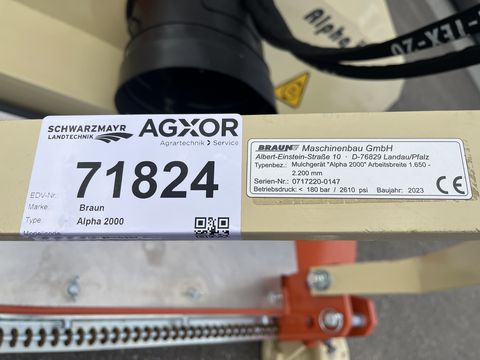 Alpha
TEX-20
SCHWARZMAYR
LANDTECHNIK
AGXOR
Agrartechnik Service
EDV-Nr.:
71824
Marke
Braun
Type:
Alpha 2000
BRAUN Maschinenbau GmbH
Albert-Einstein-Straße 10 · D-76829 Landau/Pfalz
Typenbez.: Mulchgerät "Alpha 2000" Arbeitsbreite 1.650 -
2.200 mm
Serien-Nr.: 0717220-0147
Betriebsdruck: < 180 bar / 2610 psi Baujahr: 2023
CE